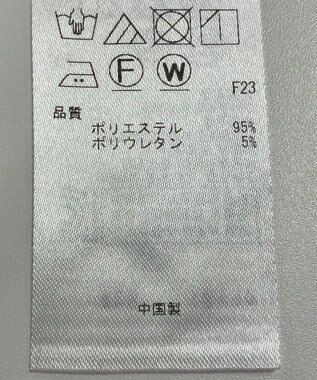 F W
F23
品質
ポリエステル 95%
ポリウレタン 5%
中国製